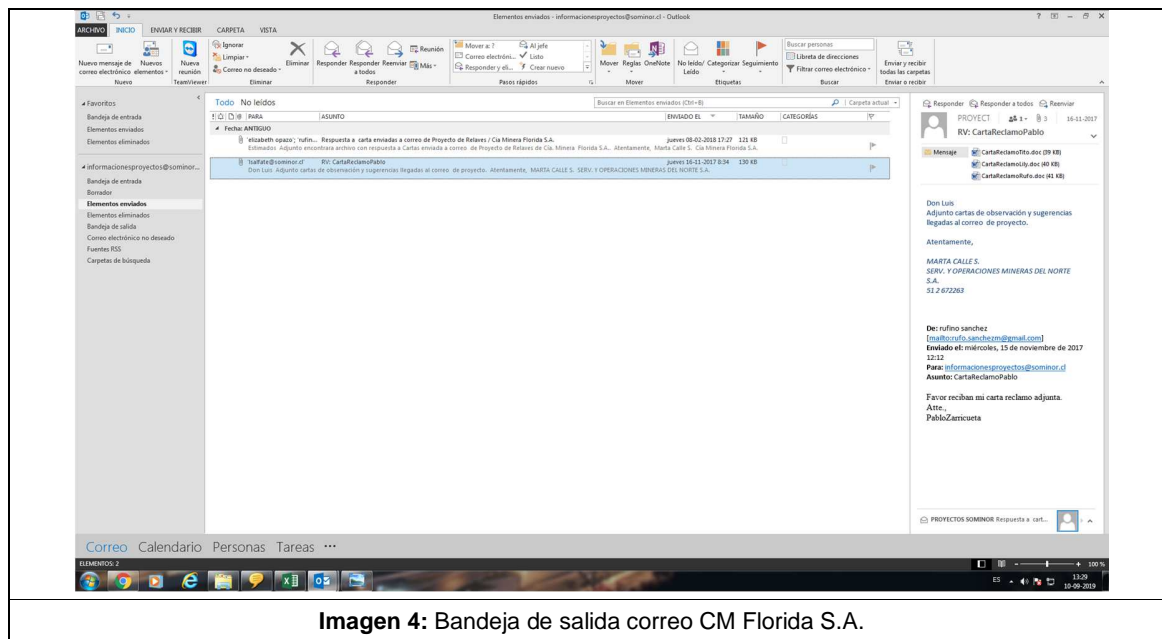 Elementos enviados - informacionesproyectos@sominor.cl - Outlook
ARCHIVO INICIO ENVIAR Y RECIBIR CARPETA VISTA
Nuevo mensaje de correo electrónico
Nuevos elementos
Nueva reunión
Ignorar
Limpiar
Correo no deseado
Eliminar
Responder Responder a todos Reenviar
Reunión
Más
Mover a: ?
Correo electróni...
Responder y eli...
Al jefe
Listo
Crear nuevo
Mover Reglas OneNote
No leído/ Leído
Categorizar Seguimiento
Buscar personas
Libreta de direcciones
Filtrar correo electrónico
Enviar y recibir todas las carpetas
Nuevo TeamViewer Eliminar Responder Pasos rápidos Mover Etiquetas Buscar Enviar o recibir
Favoritos
Bandeja de entrada
Elementos enviados
Elementos eliminados
informacionesproyectos@sominor...
Bandeja de entrada
Borrador
Elementos enviados
Elementos eliminados
Bandeja de salida
Correo electrónico no deseado
Fuentes RSS
Carpetas de búsqueda
Todo No leídos
Buscar en Elementos enviados (Ctrl+B) Carpeta actual
PARA ASUNTO ENVIADO EL TAMAÑO CATEGORÍAS
Fecha: ANTIGUO
'elizabeth opazo'; 'rufin... Respuesta a carta enviadas a correo de Proyecto de Relaves / Cia Minera Florida S.A. jueves 08-02-2018 17:27 121 KB
Estimados Adjunto encontrara archivo con respuesta a Cartas enviada a correo de Proyecto de Relaves de Cía. Minera Florida S.A.. Atentamente, Marta Calle S. Cía Minera Florida S.A.
'lsalfate@sominor.cl' RV: CartaReclamoPablo jueves 16-11-2017 8:34 130 KB
Don Luis Adjunto cartas de observación y sugerencias llegadas al correo de proyecto. Atentamente, MARTA CALLE S. SERV. Y OPERACIONES MINERAS DEL NORTE S.A.
Responder Responder a todos Reenviar
PROYECT 1 3 16-11-2017
RV: CartaReclamoPablo
Mensaje CartaReclamoTito.doc (39 KB)
CartaReclamoLily.doc (40 KB)
CartaReclamoRufo.doc (41 KB)
Don Luis
Adjunto cartas de observación y sugerencias
llegadas al correo de proyecto.
Atentamente,
MARTA CALLE S.
SERV. Y OPERACIONES MINERAS DEL NORTE
S.A.
51 2 672263
De: rufino sanchez
[mailto:rufo.sanchezm@gmail.com]
Enviado el: miércoles, 15 de noviembre de 2017
12:12
Para: informacionesproyectos@sominor.cl
Asunto: CartaReclamoPablo
Favor reciban mi carta reclamo adjunta.
Atte.,
PabloZarricueta
PROYECTOS SOMINOR Respuesta a cart...
Correo Calendario Personas Tareas ···
ELEMENTOS: 2 100 %
ES 13:29
10-09-2019
Imagen 4: Bandeja de salida correo CM Florida S.A.